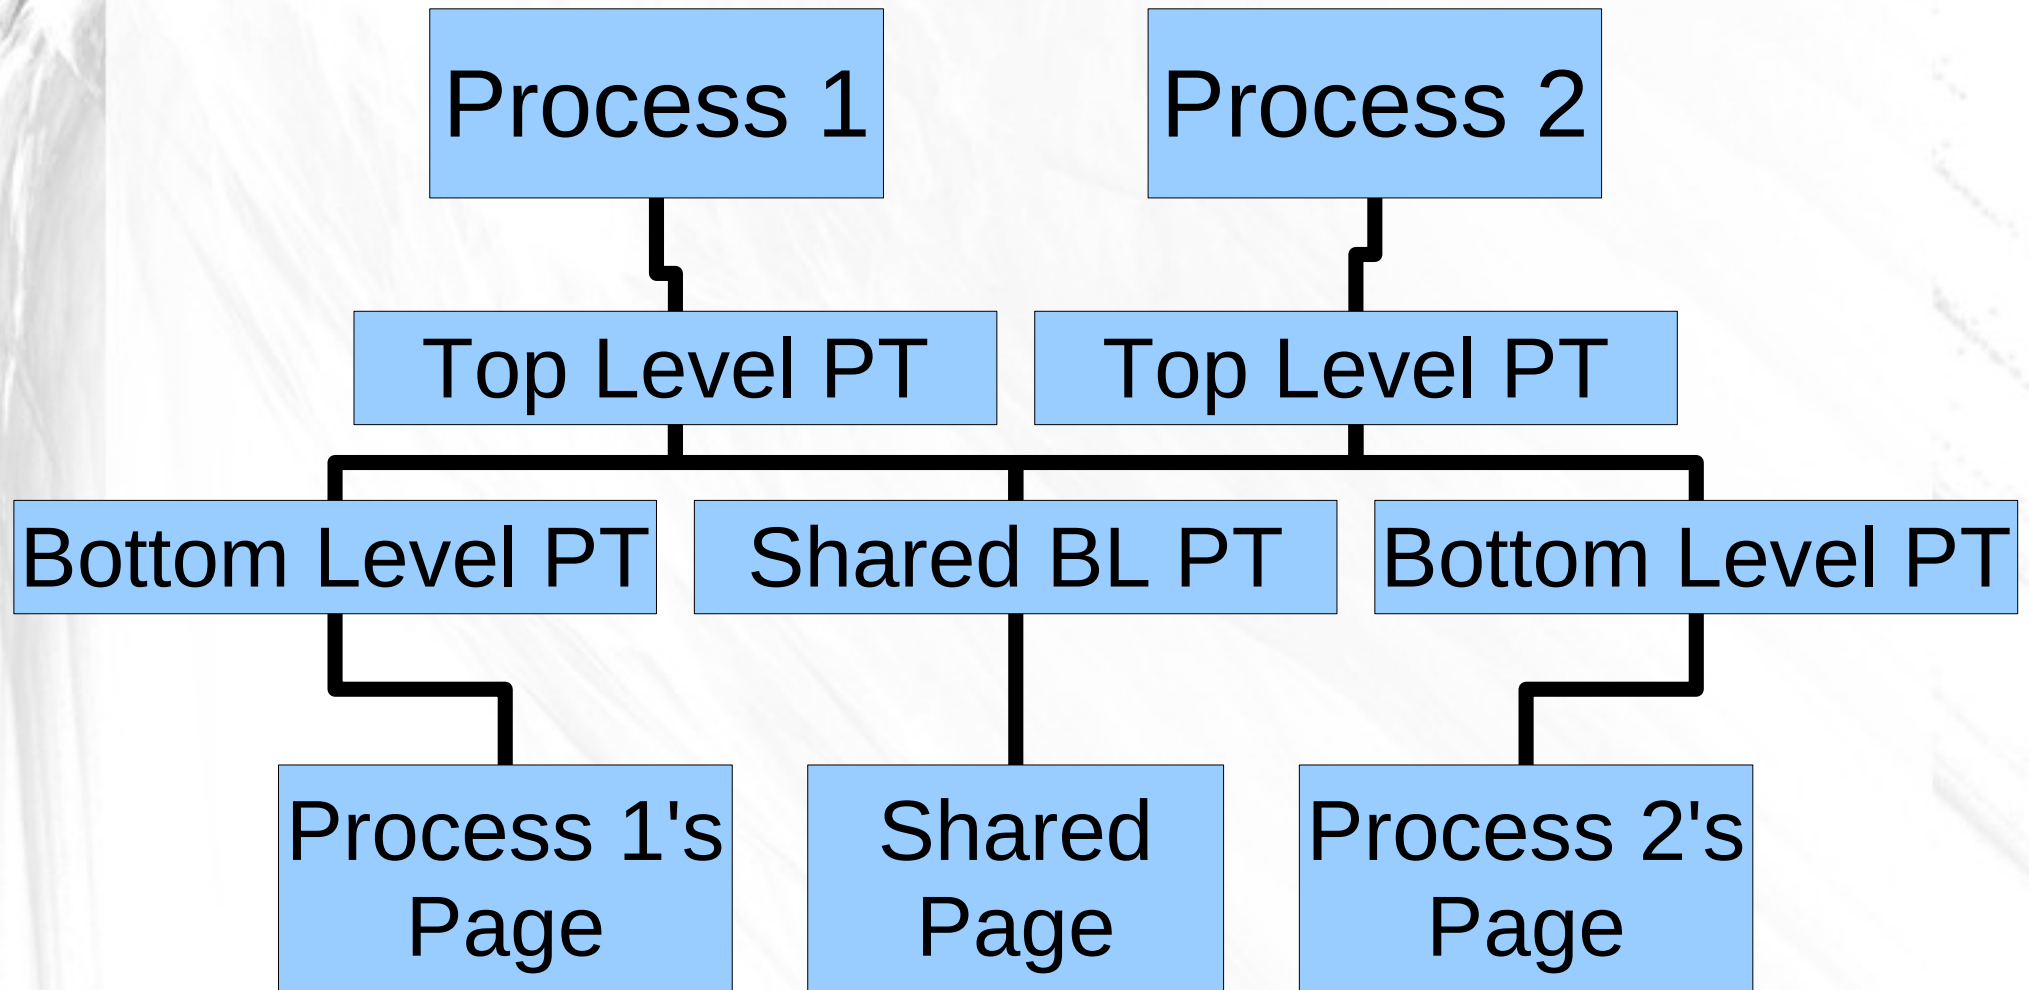 Process 1
Process 2
Top Level PT
Top Level PT
Bottom Level PT
Shared BL PT
Bottom Level PT
Process 1's
Page
Shared
Page
Process 2's
Page